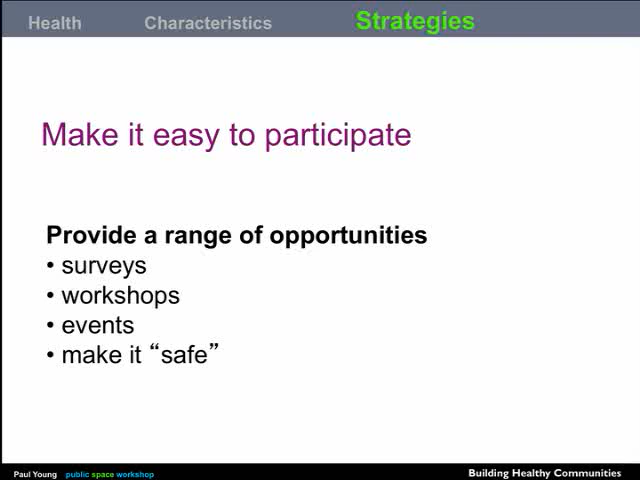 Health Characteristics Strategies
Make it easy to participate
Provide a range of opportunities
• surveys
• workshops
• events
• make it “safe”
Paul Young public space workshop Building Healthy Communities